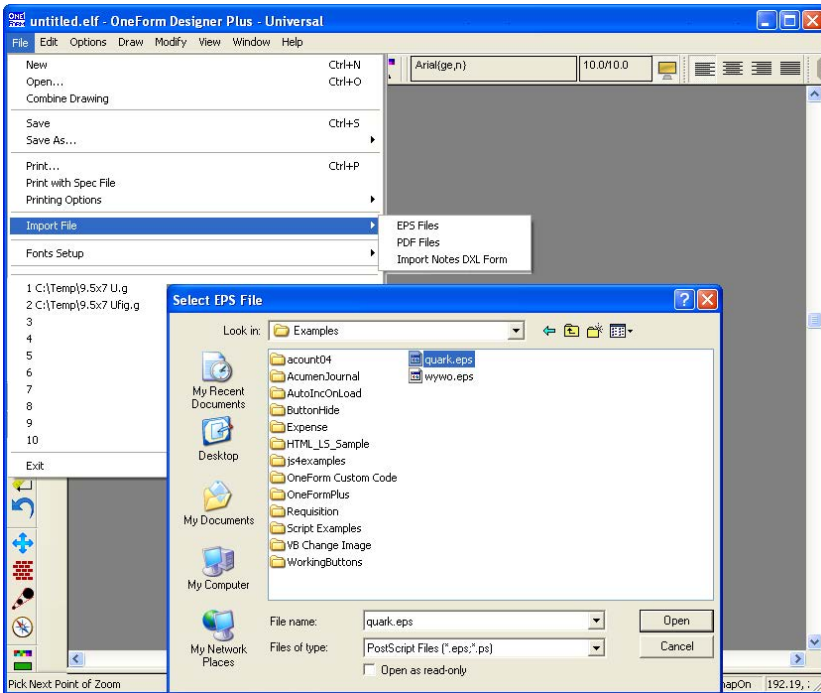 ONE FORM untitled.elf - OneForm Designer Plus - Universal
File Edit Options Draw Modify View Window Help
New Ctrl+N
Open... Ctrl+O
Combine Drawing
Save Ctrl+S
Save As...
Print... Ctrl+P
Print with Spec File
Printing Options
Import File
Fonts Setup
1 C:\Temp\9.5x7 U.g
2 C:\Temp\9.5x7 Ufig.g
3
4
5
6
7
8
9
10
Exit
Arial{ge,n} 10.0/10.0
EPS Files
PDF Files
Import Notes DXL Form
Select EPS File
Look in: Examples
My Recent Documents
Desktop
My Documents
My Computer
My Network Places
acount04
AcumenJournal
AutoIncOnLoad
ButtonHide
Expense
HTML_LS_Sample
js4examples
OneForm Custom Code
OneFormPlus
Requisition
Script Examples
VB Change Image
WorkingButtons
quark.eps
wywo.eps
File name: quark.eps Open
Files of type: PostScript Files (*.eps;*.ps) Cancel
Open as read-only
Pick Next Point of Zoom
apOn 192.19, :